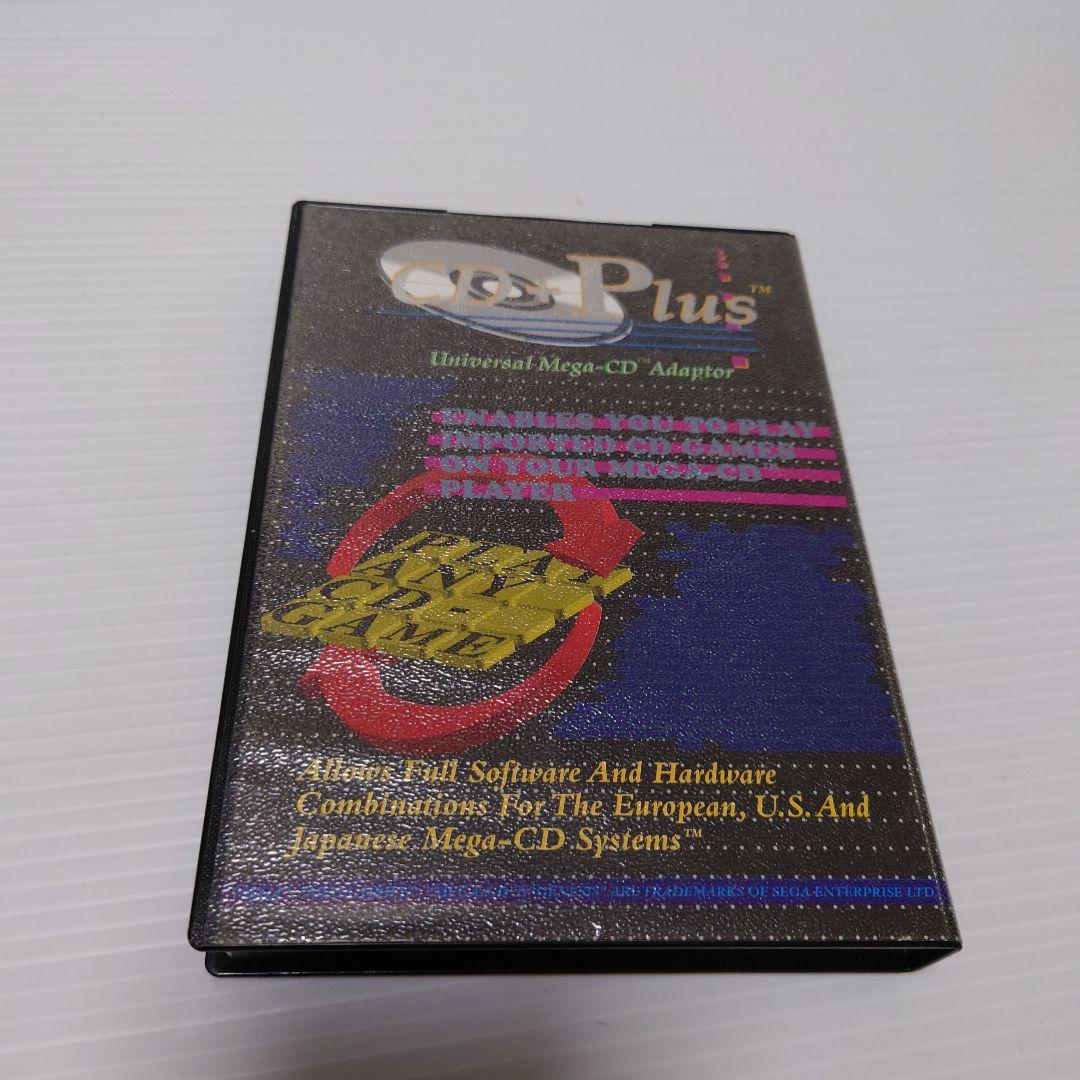 CD+Plus™
Universal Mega-CD™ Adaptor
ENABLES YOU TO PLAY
IMPORTED CD GAMES
ON YOUR MEGA-CD™
PLAYER
PLAY
ANY
CD-
GAME
Allows Full Software And Hardware
Combinations For The European, U.S. And
Japanese Mega-CD Systems™
"GENESIS" ARE TRADEMARKS OF SEGA ENTERPRISE LTD.